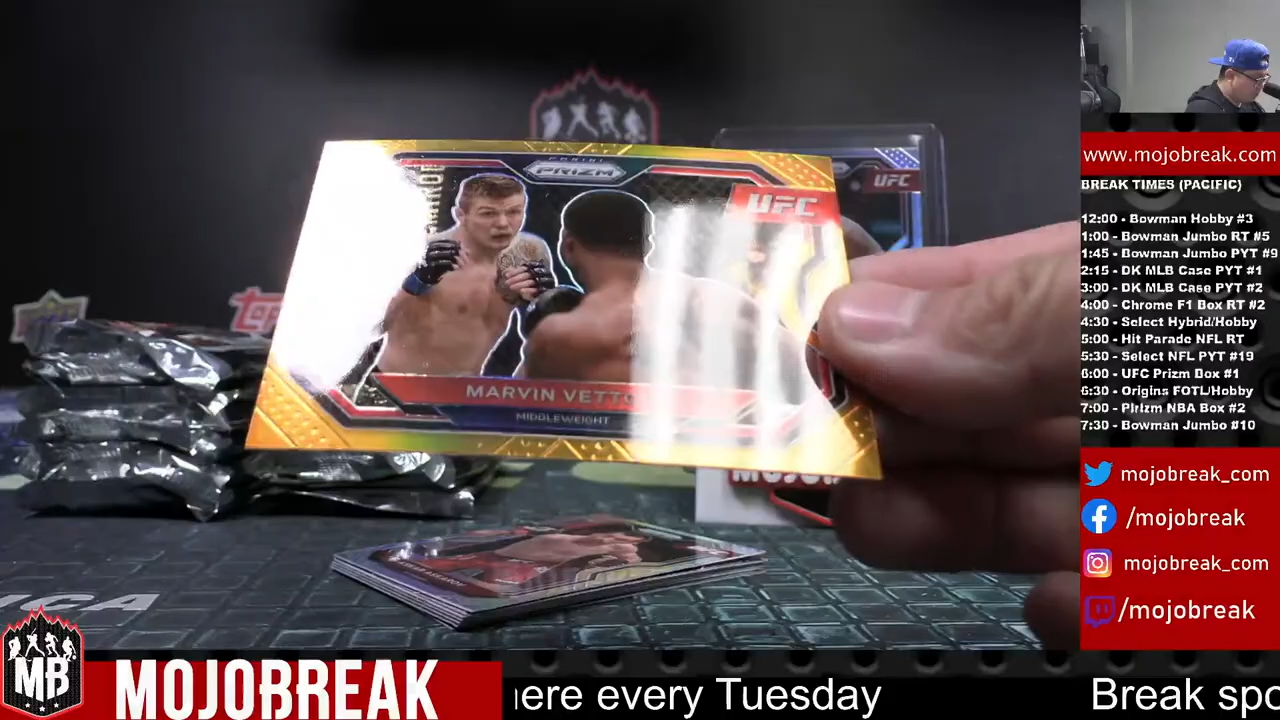 PANINI
PRIZM
UFC
UFC
MARVIN VETTO
MIDDLEWEIGHT
MOJOBREAK
ere every Tuesday
Break spo
MB
www.mojobreak.com
BREAK TIMES (PACIFIC)
12:00 - Bowman Hobby #3
1:00 - Bowman Jumbo RT #5
1:45 - Bowman Jumbo PYT #9
2:15 - DK MLB Case PYT #1
3:00 - DK MLB Case PYT #2
4:00 - Chrome F1 Box RT #2
4:30 - Select Hybrid/Hobby
5:00 - Hit Parade NFL RT
5:30 - Select NFL PYT #19
6:00 - UFC Prizm Box #1
6:30 - Origins FOTL/Hobby
7:00 - Pirizm NBA Box #2
7:30 - Bowman Jumbo #10
mojobreak_com
/mojobreak
mojobreak_com
/mojobreak